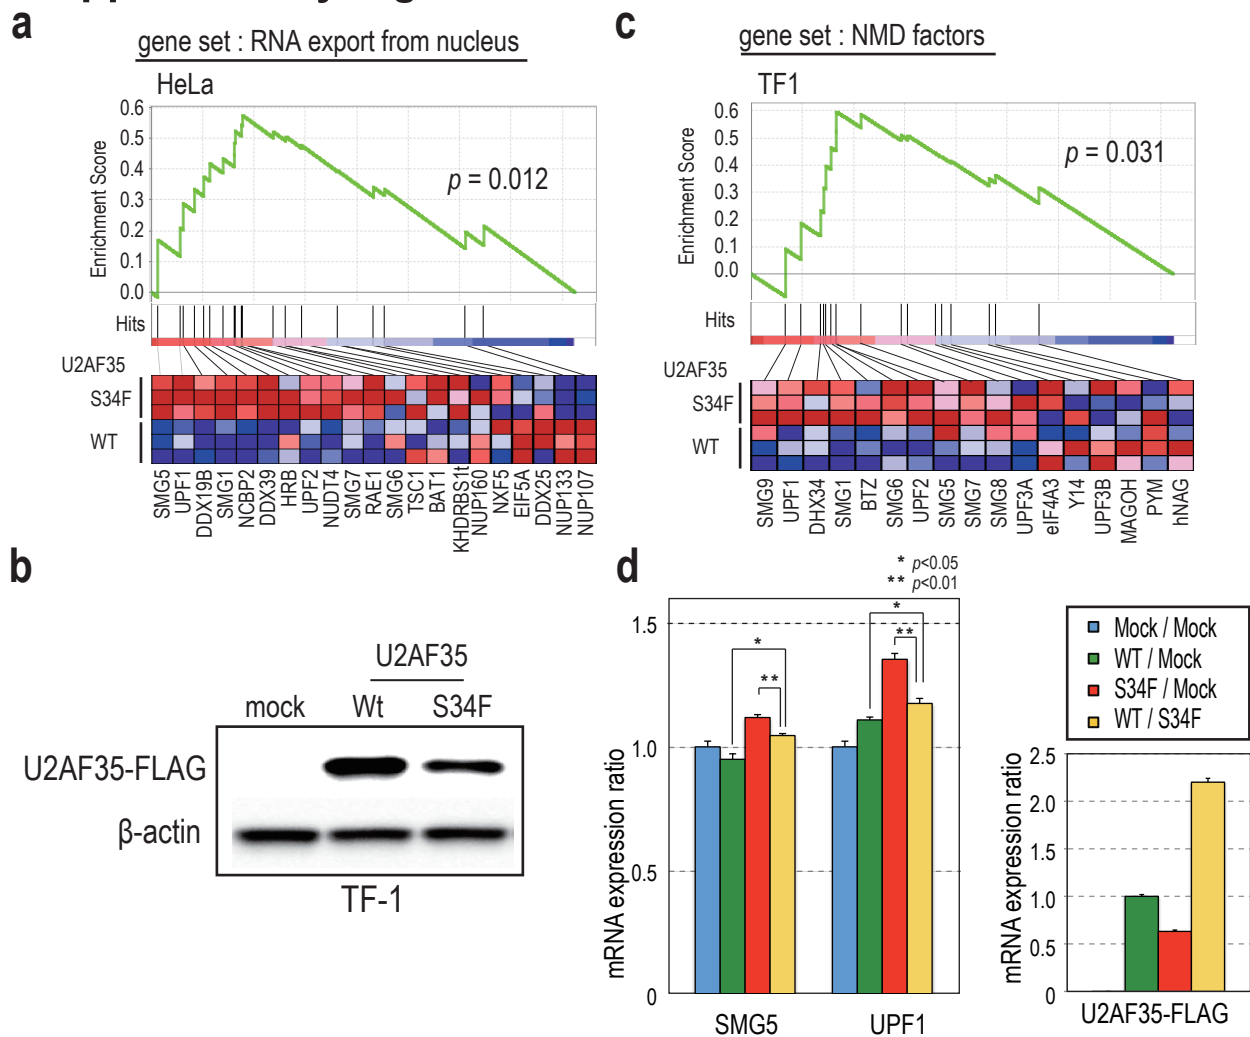 a
gene set : RNA export from nucleus
HeLa
0.6
0.5
0.4
0.3
0.2
0.1
0.0
Enrichment Score
p = 0.012
Hits
U2AF35
S34F
WT
SMG5
UPF1
DDX19B
SMG1
NCBP2
DDX39
HRB
UPF2
NUDT4
SMG7
RAE1
SMG6
TSC1
BAT1
KHDRBS1t
NUP160
NXF5
EIF5A
DDX25
NUP133
NUP107
c
gene set : NMD factors
TF1
0.6
0.5
0.4
0.3
0.2
0.1
0.0
Enrichment Score
p = 0.031
Hits
U2AF35
S34F
WT
SMG9
UPF1
DHX34
SMG1
BTZ
SMG6
UPF2
SMG5
SMG7
SMG8
UPF3A
eIF4A3
Y14
UPF3B
MAGOH
PYM
hNAG
b
U2AF35
mock Wt S34F
U2AF35-FLAG
β-actin
TF-1
d
* p<0.05
** p<0.01
1.5
1.0
0.5
0
mRNA expression ratio
*
**
*
**
SMG5 UPF1
Mock / Mock
WT / Mock
S34F / Mock
WT / S34F
2.5
2.0
1.5
1.0
0.5
0
mRNA expression ratio
U2AF35-FLAG